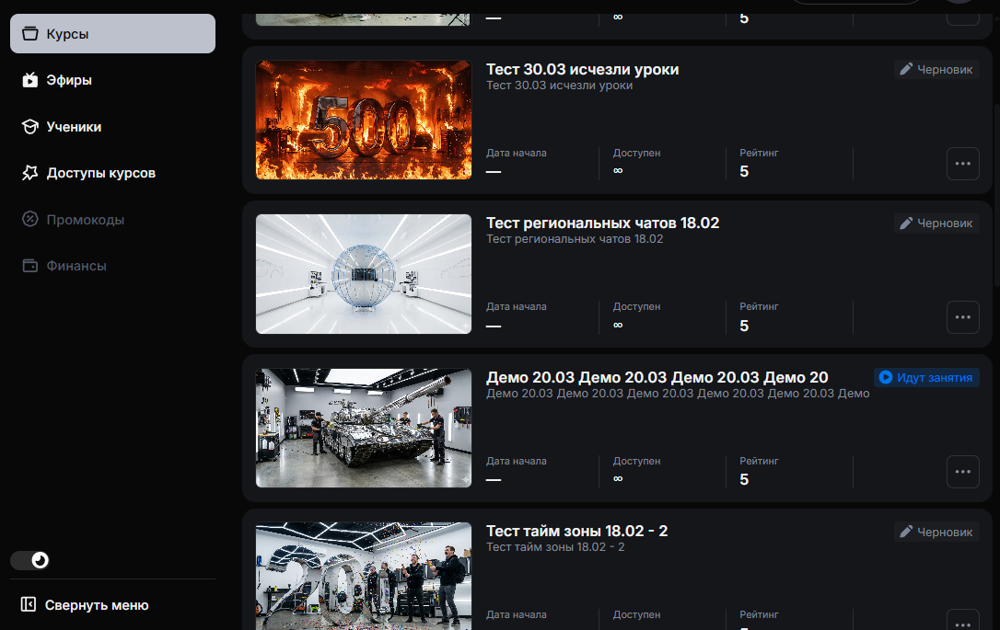 Курсы
Эфиры
Ученики
Доступы курсов
Промокоды
Финансы
Свернуть меню
—
∞
5
Тест 30.03 исчезли уроки
Черновик
Тест 30.03 исчезли уроки
500
Дата начала
Доступен
Рейтинг
—
∞
5
Тест региональных чатов 18.02
Черновик
Тест региональных чатов 18.02
Дата начала
Доступен
Рейтинг
—
∞
5
Демо 20.03 Демо 20.03 Демо 20.03 Демо 20
Идут занятия
Демо 20.03 Демо 20.03 Демо 20.03 Демо 20.03 Демо 20.03 Демо
Дата начала
Доступен
Рейтинг
—
∞
5
Тест тайм зоны 18.02 - 2
Черновик
Тест тайм зоны 18.02 - 2
Дата начала
Доступен
Рейтинг